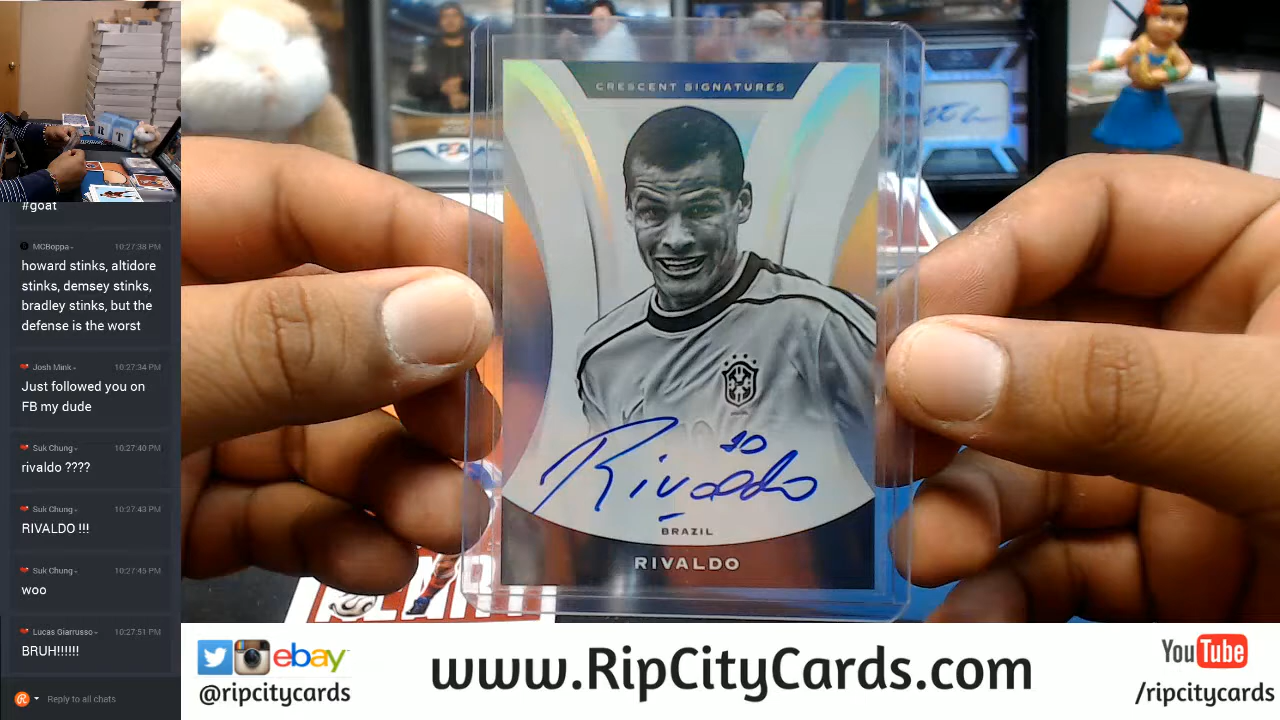 #goat
MCBoppa
10:27:38 PM
howard stinks, altidore
stinks, demsey stinks,
bradley stinks, but the
defense is the worst
Josh Mink
10:27:34 PM
Just followed you on
FB my dude
Suk Chung
10:27:40 PM
rivaldo ????
Suk Chung
10:27:43 PM
RIVALDO !!!
Suk Chung
10:27:45 PM
woo
Lucas Giarrusso
10:27:51 PM
BRUH!!!!!!
Reply to all chats
R T
CRESCENT SIGNATURES
10
Rivaldo
BRAZIL
RIVALDO
ebay
@ripcitycards
www.RipCityCards.com
YouTube
/ripcitycards